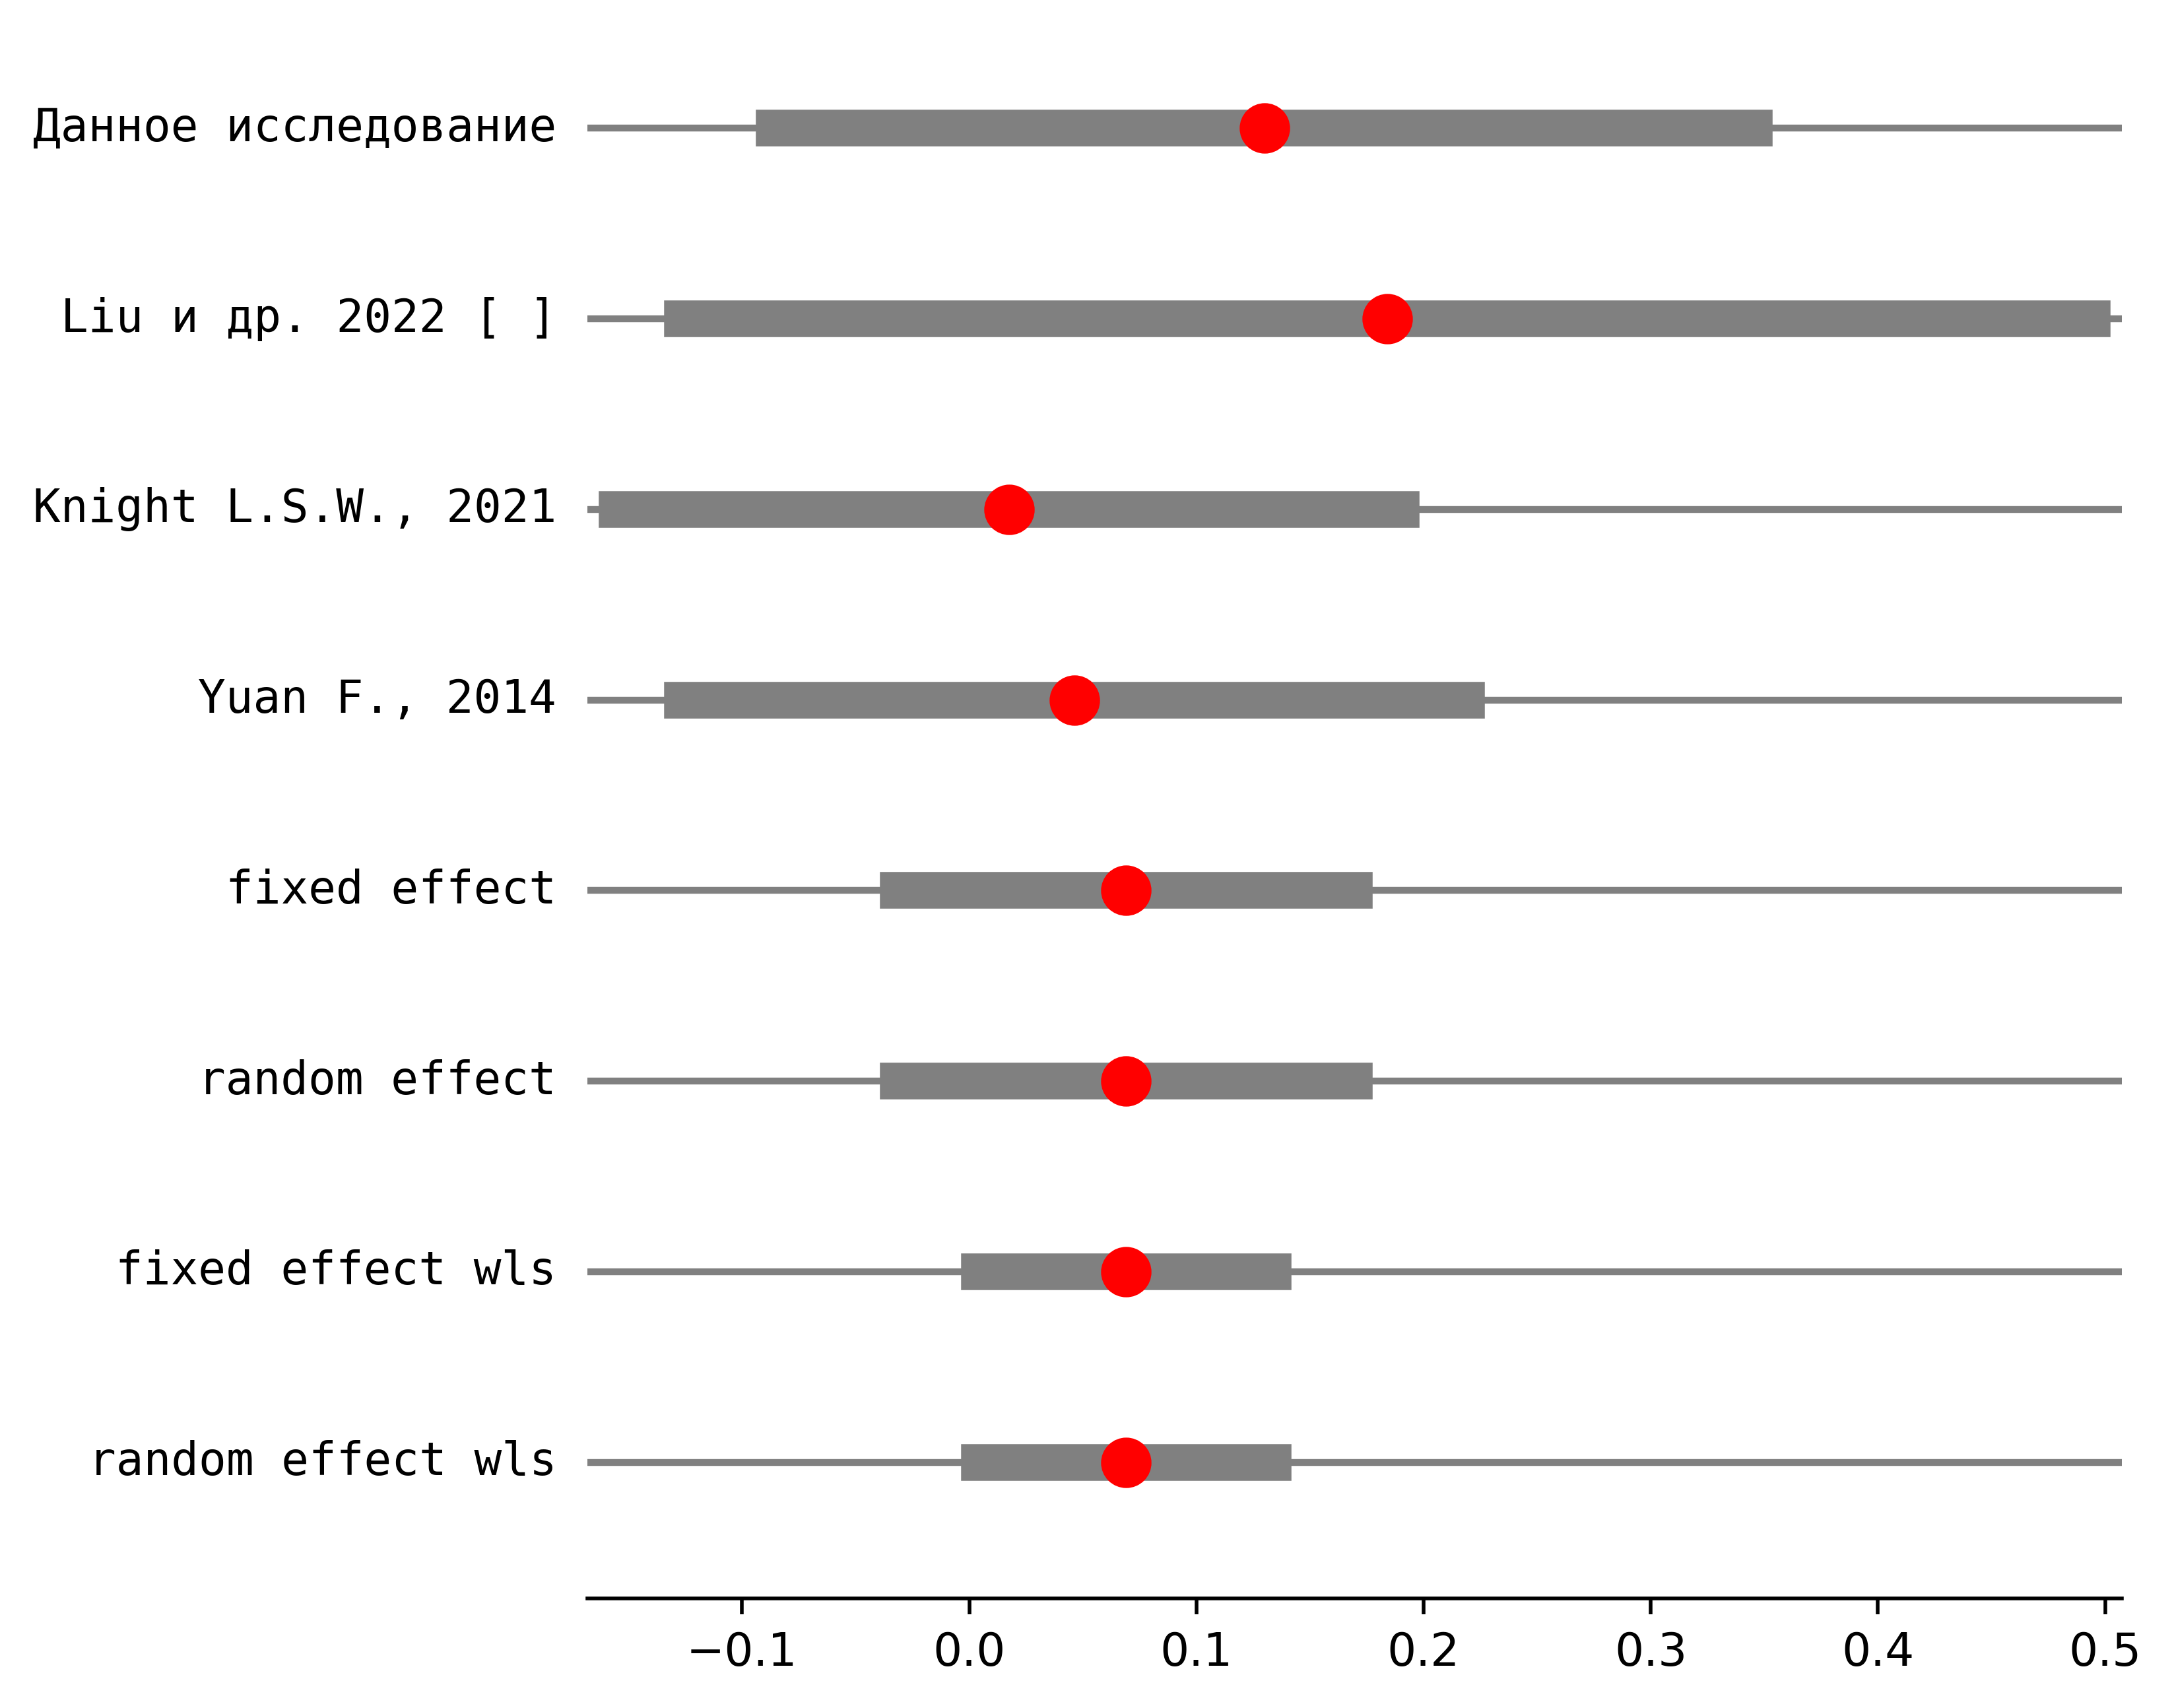 Данное исследование
Liu и др. 2022 [ ]
Knight L.S.W., 2021
Yuan F., 2014
fixed effect
random effect
fixed effect wls
random effect wls
−0.1 0.0 0.1 0.2 0.3 0.4 0.5